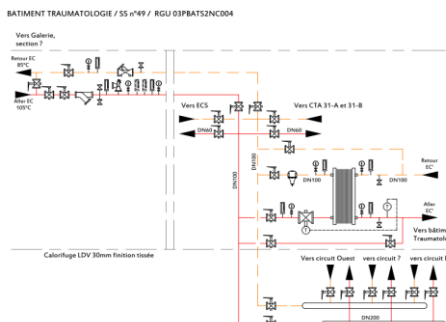 BATIMENT TRAUMATOLOGIE / SS n°49 / RGU 03PBATS2NC004
Vers Galerie,
section ?
Retour EC
85°C
Aller EC
105°C
Vers ECS
Vers CTA 31-A et 31-B
DN60
DN60
DN100
DN100
DN100
DN100
Retour
EC'
Aller
EC'
T
T
Vers bâtim
Traumatolo
Calorifuge LDV 30mm finition tissée
Vers circuit Ouest
vers circuit ?
vers circuit
DN200